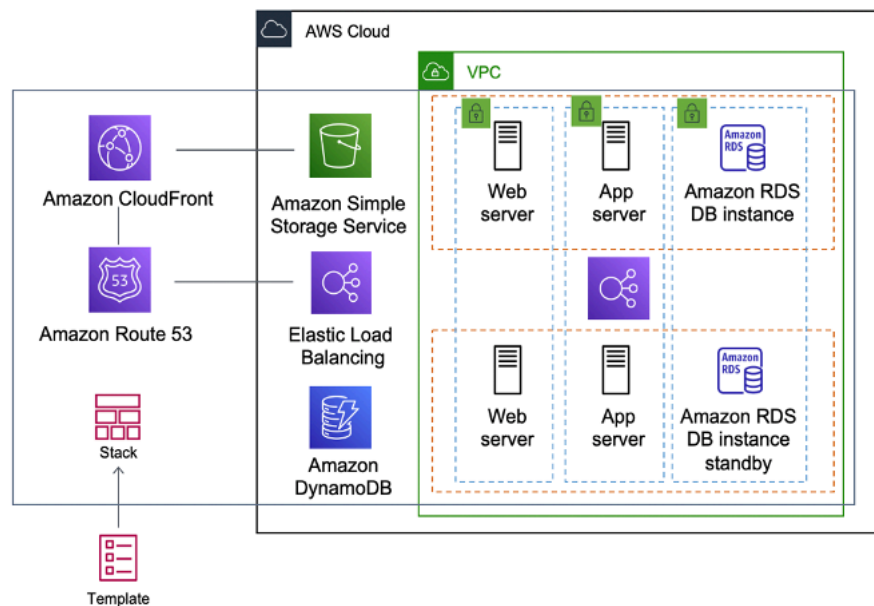 AWS Cloud
VPC
Amazon CloudFront
Amazon Simple
Storage Service
Web
server
App
server
Amazon
RDS
Amazon RDS
DB instance
53
Amazon Route 53
Elastic Load
Balancing
Stack
Amazon
DynamoDB
Web
server
App
server
Amazon
RDS
Amazon RDS
DB instance
standby
Template